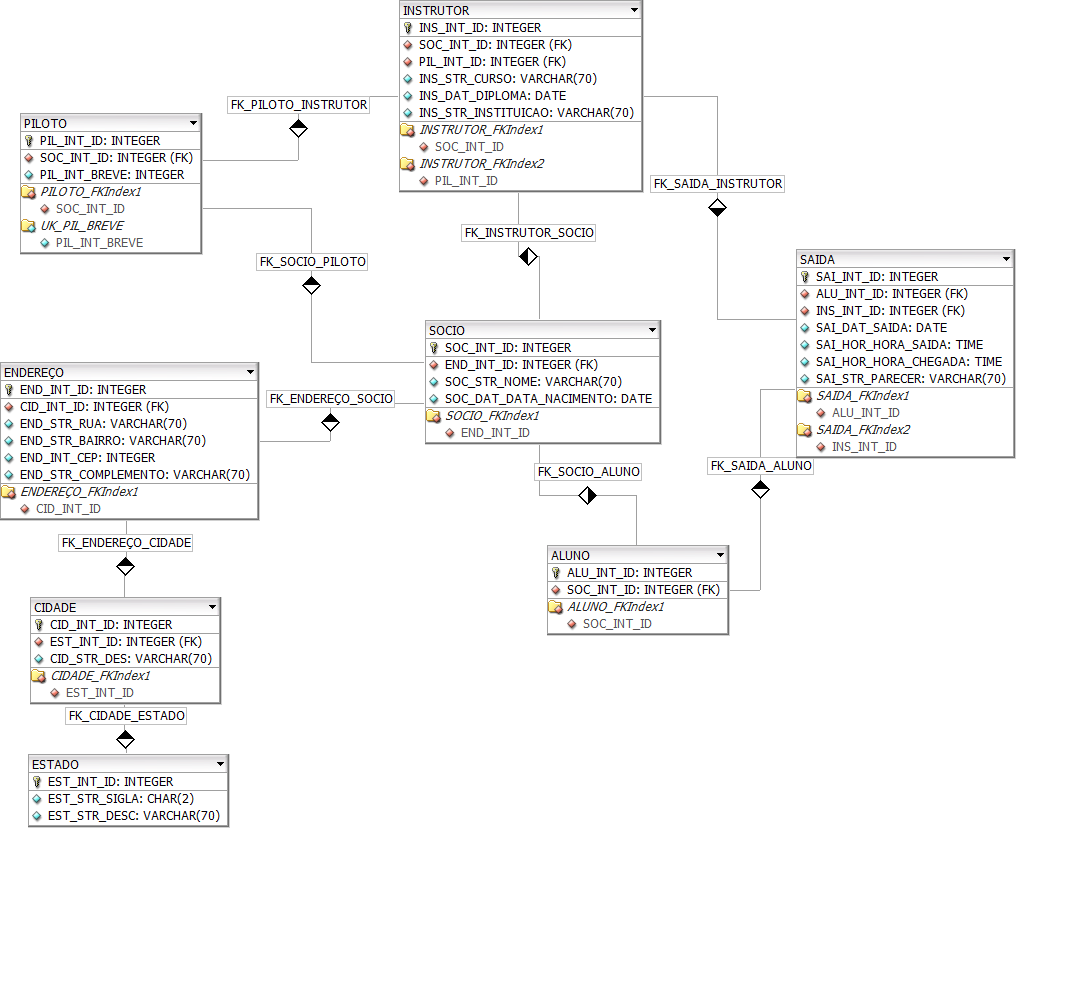 INSTRUTOR
INS_INT_ID: INTEGER
SOC_INT_ID: INTEGER (FK)
PIL_INT_ID: INTEGER (FK)
INS_STR_CURSO: VARCHAR(70)
INS_DAT_DIPLOMA: DATE
INS_STR_INSTITUICAO: VARCHAR(70)
INSTRUTOR_FKIndex1
SOC_INT_ID
INSTRUTOR_FKIndex2
PIL_INT_ID
FK_PILOTO_INSTRUTOR
PILOTO
PIL_INT_ID: INTEGER
SOC_INT_ID: INTEGER (FK)
PIL_INT_BREVE: INTEGER
PILOTO_FKIndex1
SOC_INT_ID
UK_PIL_BREVE
PIL_INT_BREVE
FK_SAIDA_INSTRUTOR
FK_INSTRUTOR_SOCIO
FK_SOCIO_PILOTO
SAIDA
SAI_INT_ID: INTEGER
ALU_INT_ID: INTEGER (FK)
INS_INT_ID: INTEGER (FK)
SAI_DAT_SAIDA: DATE
SAI_HOR_HORA_SAIDA: TIME
SAI_HOR_HORA_CHEGADA: TIME
SAI_STR_PARECER: VARCHAR(70)
SAIDA_FKIndex1
ALU_INT_ID
SAIDA_FKIndex2
INS_INT_ID
SOCIO
SOC_INT_ID: INTEGER
END_INT_ID: INTEGER (FK)
SOC_STR_NOME: VARCHAR(70)
SOC_DAT_DATA_NACIMENTO: DATE
SOCIO_FKIndex1
END_INT_ID
ENDEREÇO
END_INT_ID: INTEGER
CID_INT_ID: INTEGER (FK)
END_STR_RUA: VARCHAR(70)
END_STR_BAIRRO: VARCHAR(70)
END_INT_CEP: INTEGER
END_STR_COMPLEMENTO: VARCHAR(70)
ENDEREÇO_FKIndex1
CID_INT_ID
FK_ENDEREÇO_SOCIO
FK_SOCIO_ALUNO
FK_SAIDA_ALUNO
FK_ENDEREÇO_CIDADE
ALUNO
ALU_INT_ID: INTEGER
SOC_INT_ID: INTEGER (FK)
ALUNO_FKIndex1
SOC_INT_ID
CIDADE
CID_INT_ID: INTEGER
EST_INT_ID: INTEGER (FK)
CID_STR_DES: VARCHAR(70)
CIDADE_FKIndex1
EST_INT_ID
FK_CIDADE_ESTADO
ESTADO
EST_INT_ID: INTEGER
EST_STR_SIGLA: CHAR(2)
EST_STR_DESC: VARCHAR(70)